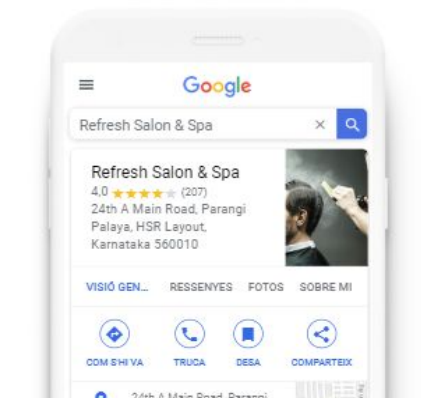 Google
Refresh Salon & Spa
Refresh Salon & Spa
4,0 (207)
24th A Main Road, Parangi
Palaya, HSR Layout,
Karnataka 560010
VISIÓ GEN... RESSENYES FOTOS SOBRE MI
COM S'HI VA TRUCA DESA COMPARTEIX
24th A Main Road, Parangi